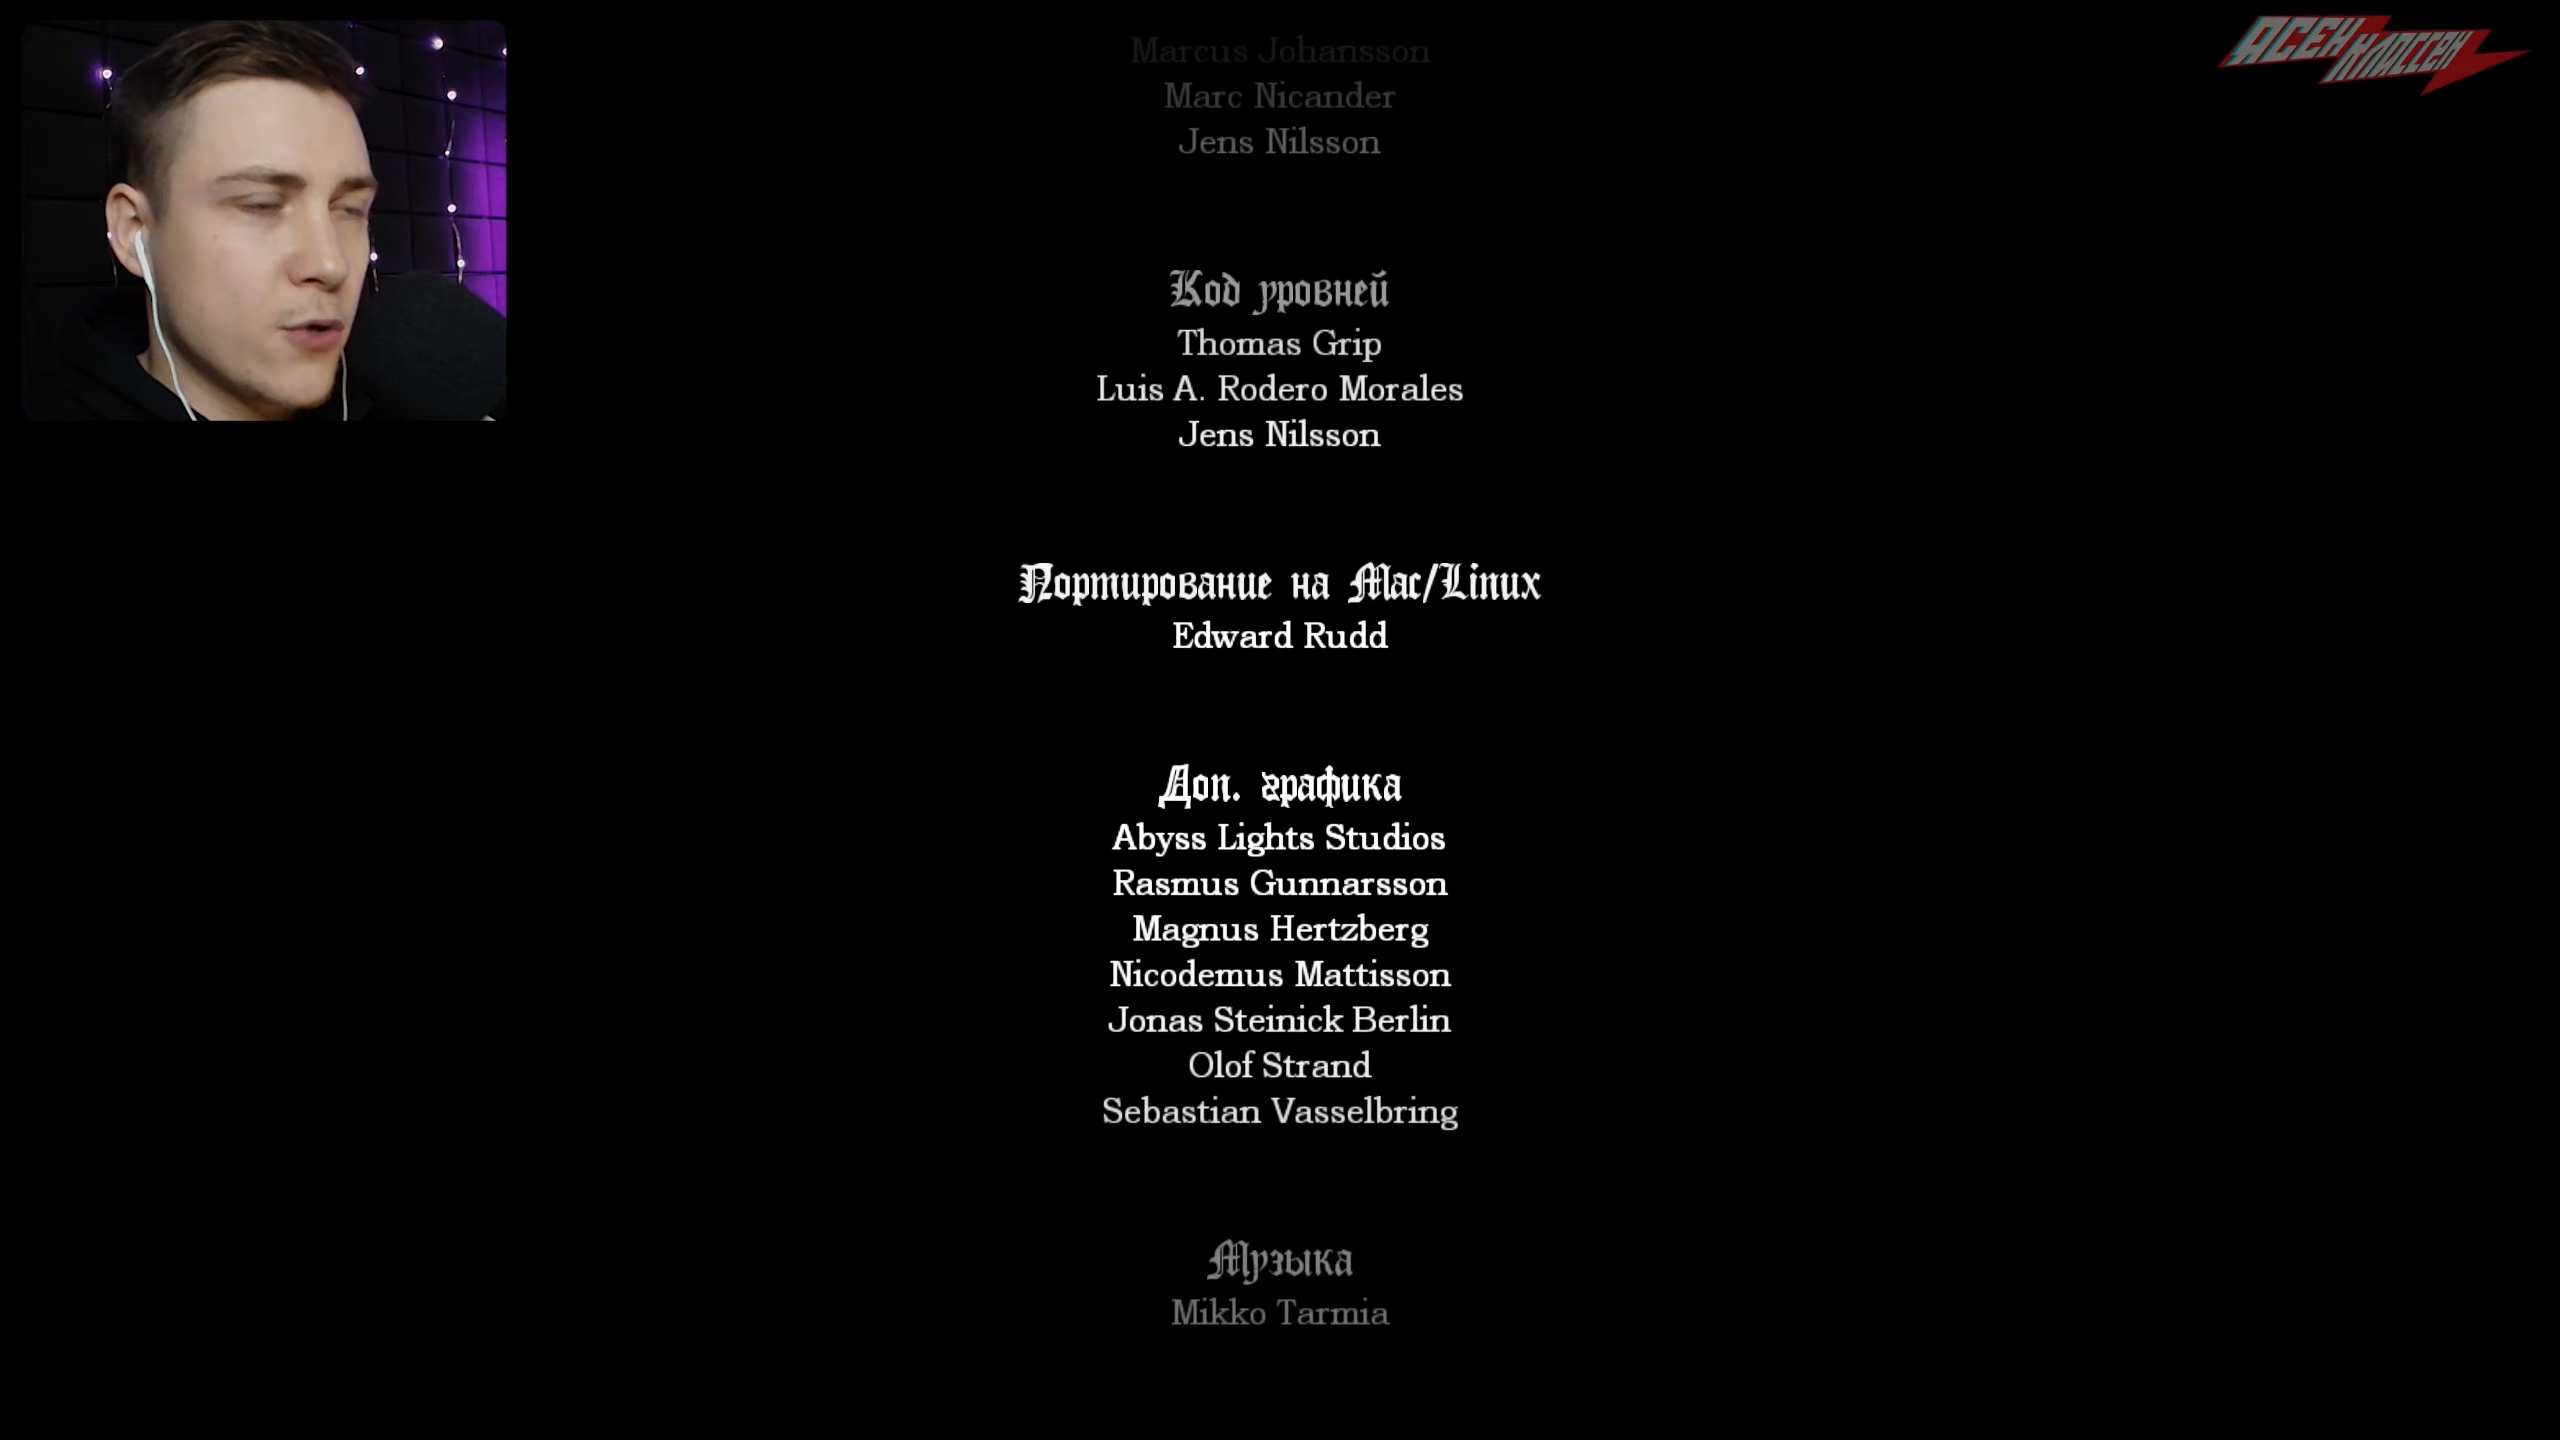 АСЕН КЛАССЕН
Marcus Johansson
Marc Nicander
Jens Nilsson
Код уровней
Thomas Grip
Luis A. Rodero Morales
Jens Nilsson
Портирование на Mac/Linux
Edward Rudd
Доп. графика
Abyss Lights Studios
Rasmus Gunnarsson
Magnus Hertzberg
Nicodemus Mattisson
Jonas Steinick Berlin
Olof Strand
Sebastian Vasselbring
Музыка
Mikko Tarmia